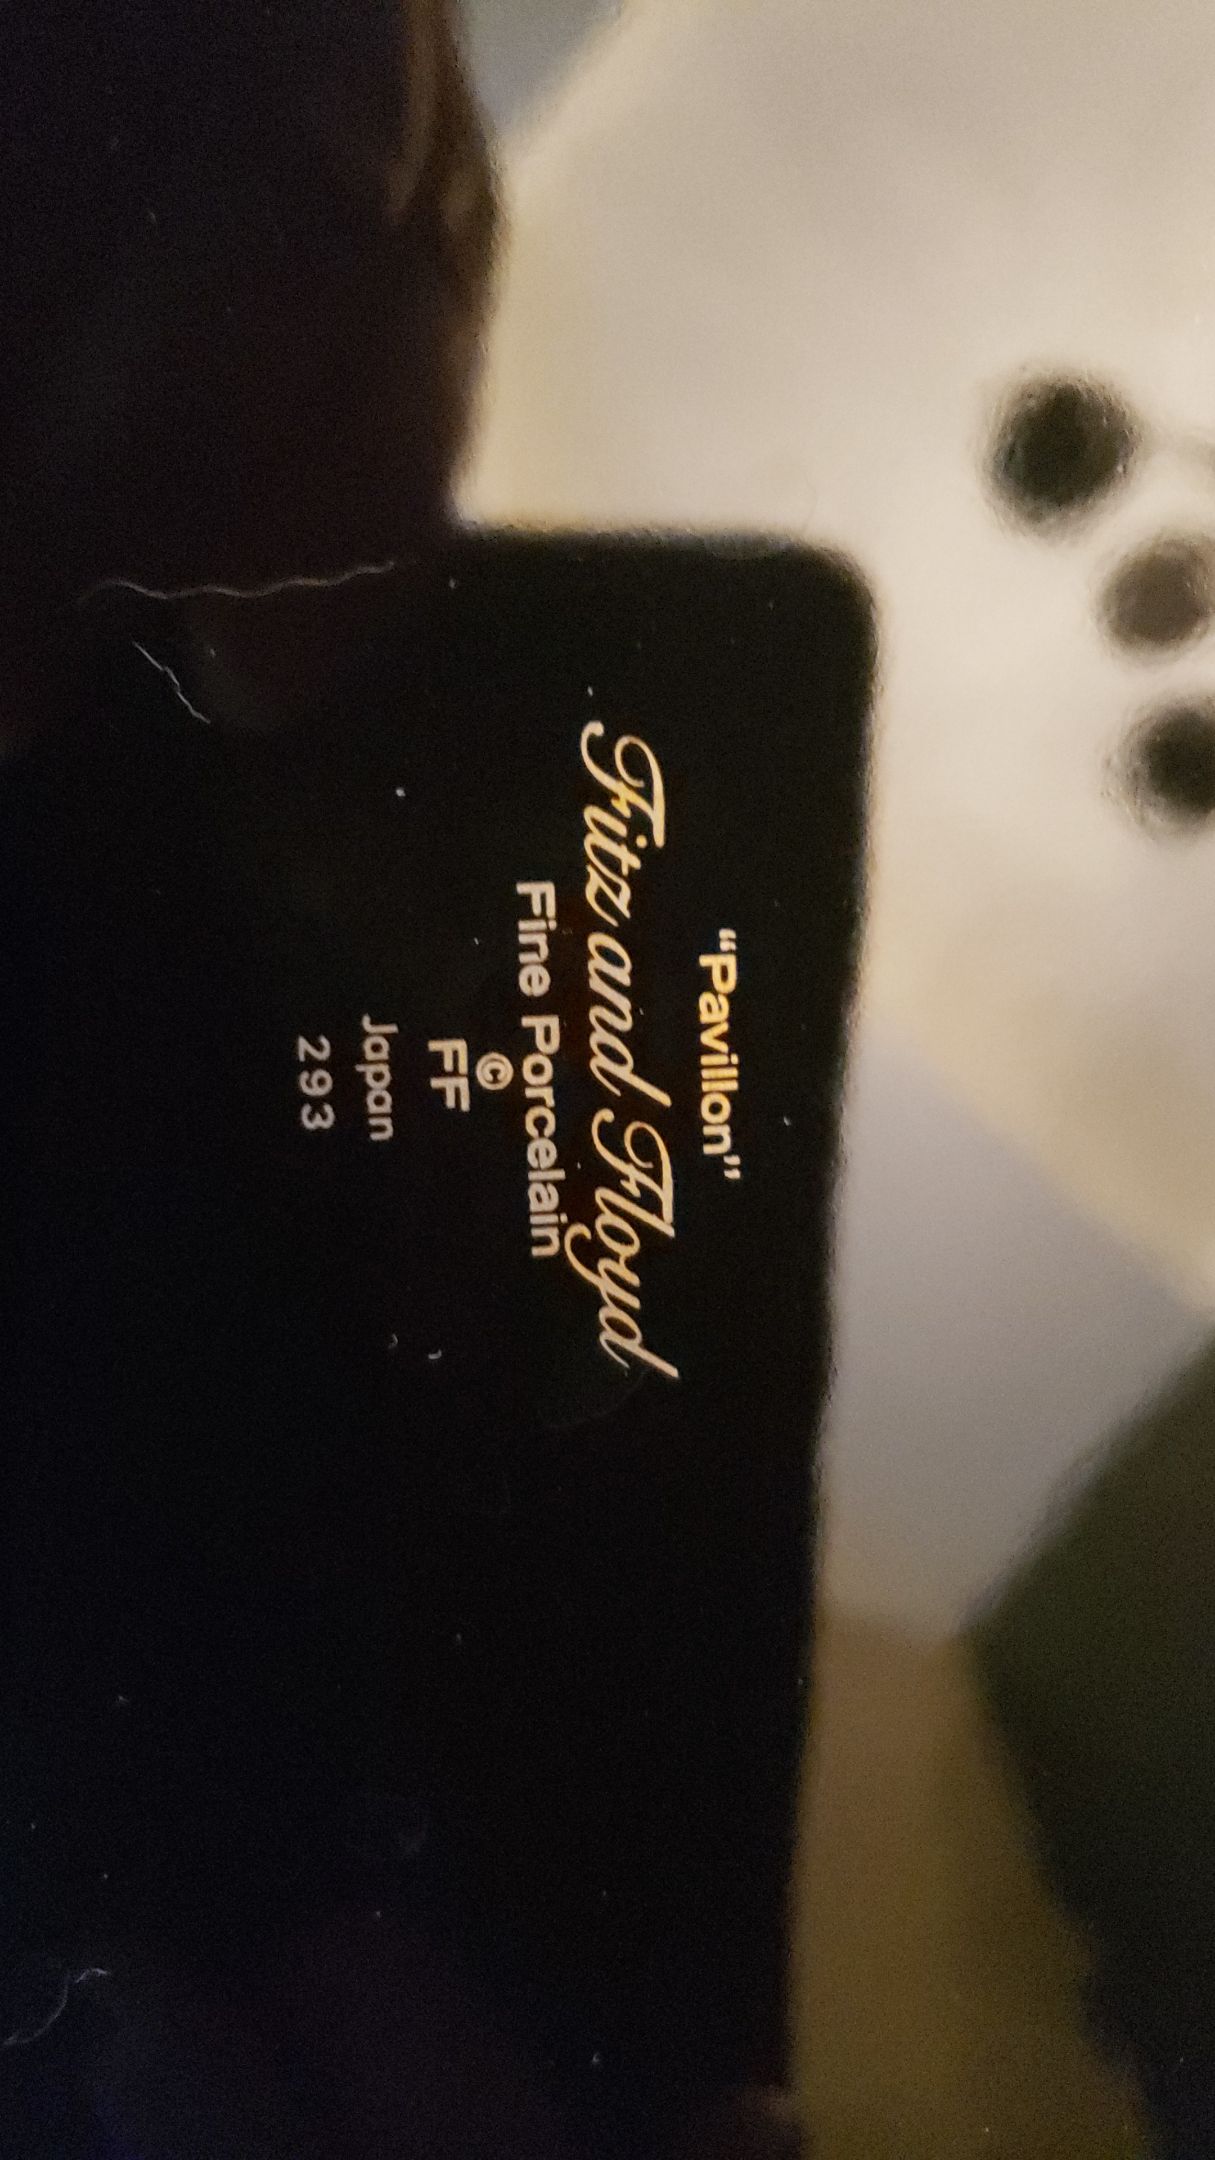 “Pavillon”
Fitz and Floyd
Fine Porcelain
©
FF
Japan
293